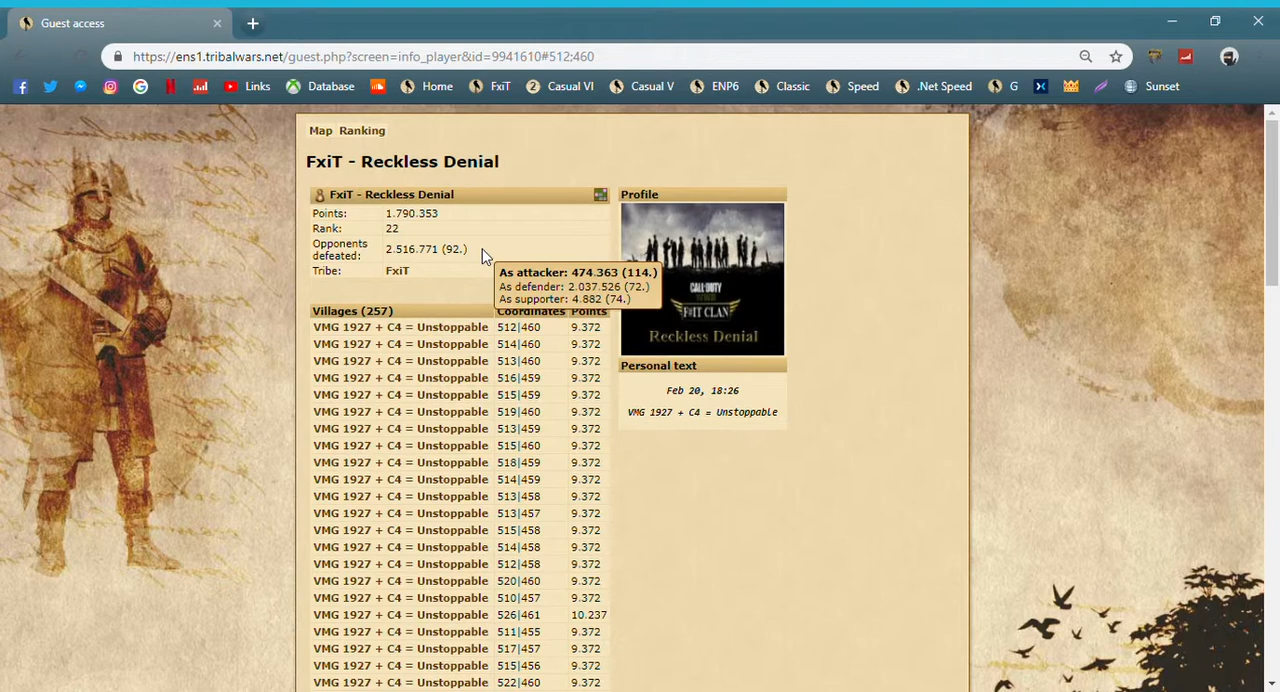 Guest access
https://ens1.tribalwars.net/guest.php?screen=info_player&id=9941610#512;460
Links Database Home FxiT Casual VI Casual V ENP6 Classic Speed .Net Speed G Sunset
Map Ranking
FxiT - Reckless Denial
FxiT - Reckless Denial
Points: 1.790.353
Rank: 22
Opponents defeated: 2.516.771 (92.)
Tribe: FxiT
As attacker: 474.363 (114.)
As defender: 2.037.526 (72.)
As supporter: 4.882 (74.)
Villages (257) Coordinates Points
VMG 1927 + C4 = Unstoppable 512|460 9.372
VMG 1927 + C4 = Unstoppable 514|460 9.372
VMG 1927 + C4 = Unstoppable 513|460 9.372
VMG 1927 + C4 = Unstoppable 516|459 9.372
VMG 1927 + C4 = Unstoppable 515|459 9.372
VMG 1927 + C4 = Unstoppable 519|460 9.372
VMG 1927 + C4 = Unstoppable 513|459 9.372
VMG 1927 + C4 = Unstoppable 515|460 9.372
VMG 1927 + C4 = Unstoppable 518|459 9.372
VMG 1927 + C4 = Unstoppable 514|459 9.372
VMG 1927 + C4 = Unstoppable 513|458 9.372
VMG 1927 + C4 = Unstoppable 513|457 9.372
VMG 1927 + C4 = Unstoppable 515|458 9.372
VMG 1927 + C4 = Unstoppable 514|458 9.372
VMG 1927 + C4 = Unstoppable 512|458 9.372
VMG 1927 + C4 = Unstoppable 520|460 9.372
VMG 1927 + C4 = Unstoppable 510|457 9.372
VMG 1927 + C4 = Unstoppable 526|461 10.237
VMG 1927 + C4 = Unstoppable 511|455 9.372
VMG 1927 + C4 = Unstoppable 517|457 9.372
VMG 1927 + C4 = Unstoppable 515|456 9.372
VMG 1927 + C4 = Unstoppable 522|460 9.372
Profile
CALL·DUTY
FXIT CLAN
Reckless Denial
Personal text
Feb 20, 18:26
VMG 1927 + C4 = Unstoppable